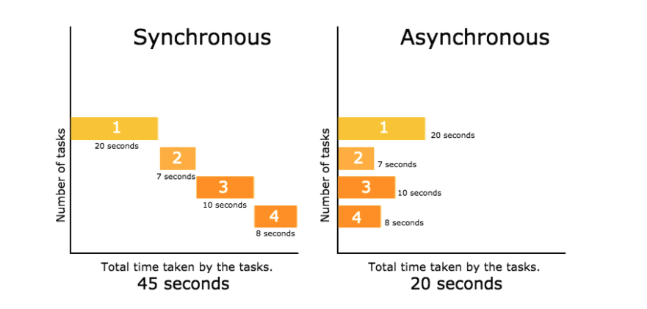 Synchronous
Number of tasks
1
20 seconds
2
7 seconds
3
10 seconds
4
8 seconds
Total time taken by the tasks.
45 seconds
Asynchronous
Number of tasks
1
20 seconds
2
7 seconds
3
10 seconds
4
8 seconds
Total time taken by the tasks.
20 seconds